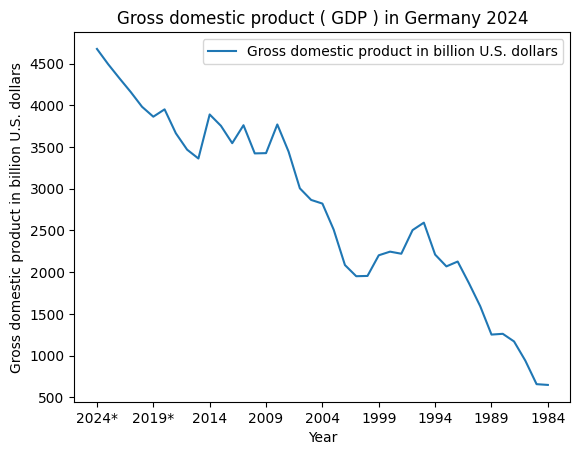 Gross domestic product ( GDP ) in Germany 2024
Gross domestic product in billion U.S. dollars
Gross domestic product in billion U.S. dollars
4500
4000
3500
3000
2500
2000
1500
1000
500
2024* 2019* 2014 2009 2004 1999 1994 1989 1984
Year